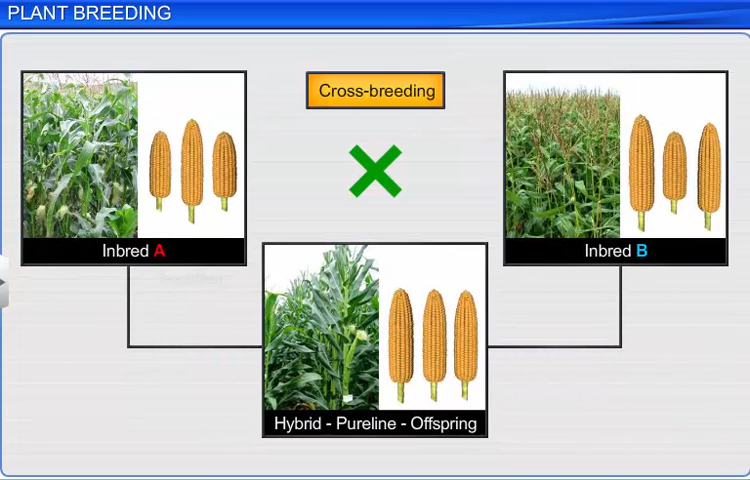 PLANT BREEDING
Cross-breeding
Inbred A
Inbred B
Hybrid - Pureline - Offspring